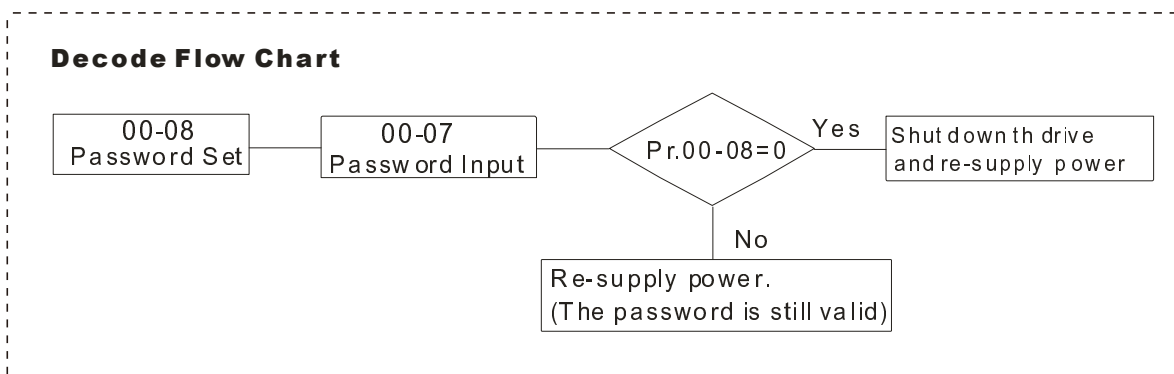 Decode Flow Chart
00-08
Password Set
00-07
Password Input
Pr.00-08=0
Yes
Shut down th drive
and re-supply power
No
Re-supply power.
(The password is still valid)